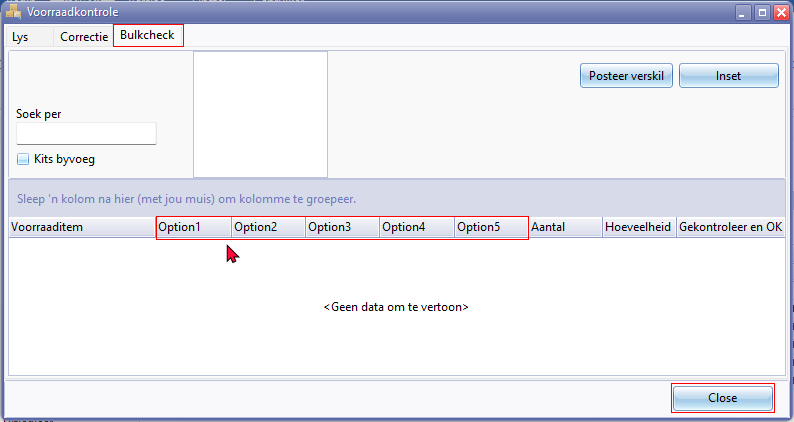 Voorraadkontrole
Lys Correctie Bulkcheck
Posteer verskil Inset
Soek per
Kits byvoeg
Sleep 'n kolom na hier (met jou muis) om kolomme te groepeer.
Voorraaditem Option1 Option2 Option3 Option4 Option5 Aantal Hoeveelheid Gekontroleer en OK
<Geen data om te vertoon>
Close